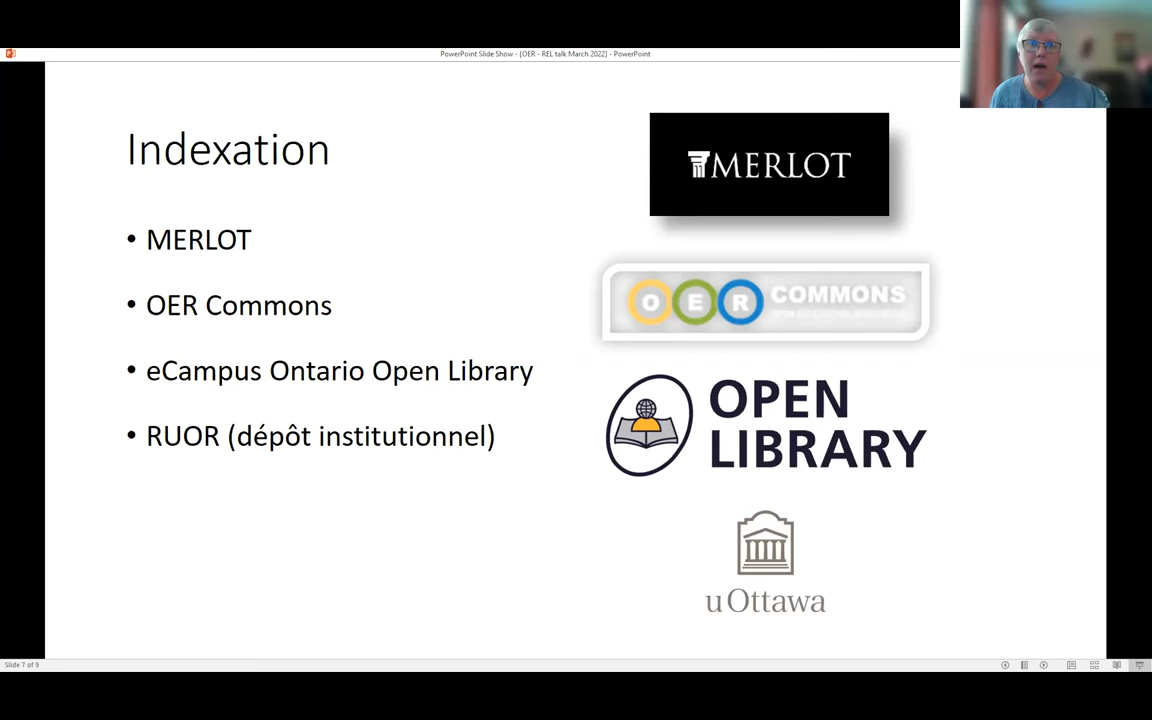 PowerPoint Slide Show - [OER - REL talk March 2022] - PowerPoint
Indexation
• MERLOT
• OER Commons
• eCampus Ontario Open Library
• RUOR (dépôt institutionnel)
MERLOT
OER COMMONS
OPEN
LIBRARY
uOttawa
Slide 7 of 9